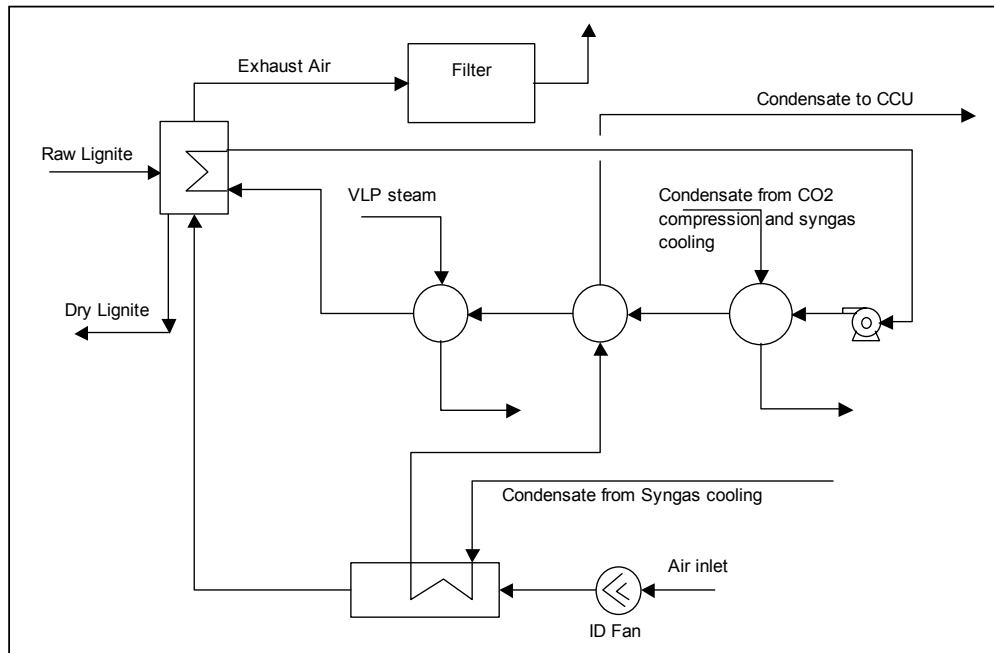 Exhaust Air
Filter
Condensate to CCU
Raw Lignite
VLP steam
Condensate from CO2
compression and syngas
cooling
Dry Lignite
Condensate from Syngas cooling
Air inlet
ID Fan